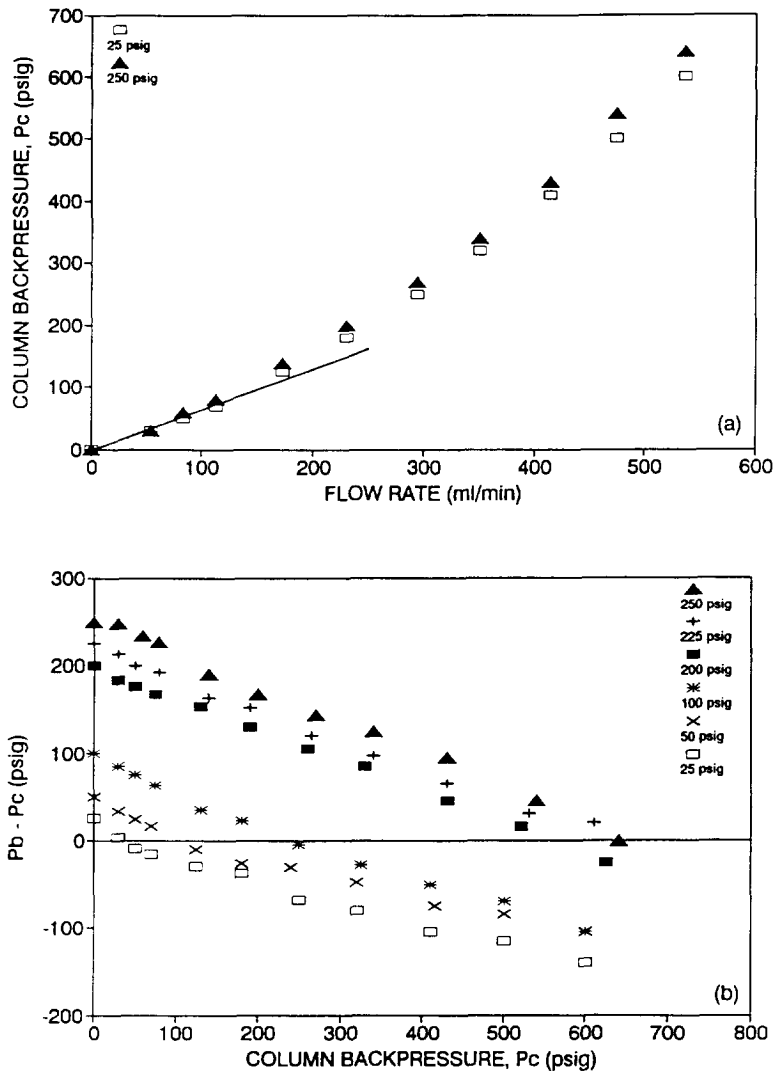 700
600
500
400
300
200
100
0
COLUMN BACKPRESSURE, Pc (psig)
25 psig
250 psig
(a)
0 100 200 300 400 500 600
FLOW RATE (ml/min)
300
200
100
0
-100
-200
Pb - Pc (psig)
250 psig
225 psig
200 psig
100 psig
50 psig
25 psig
(b)
0 100 200 300 400 500 600 700 800
COLUMN BACKPRESSURE, Pc (psig)